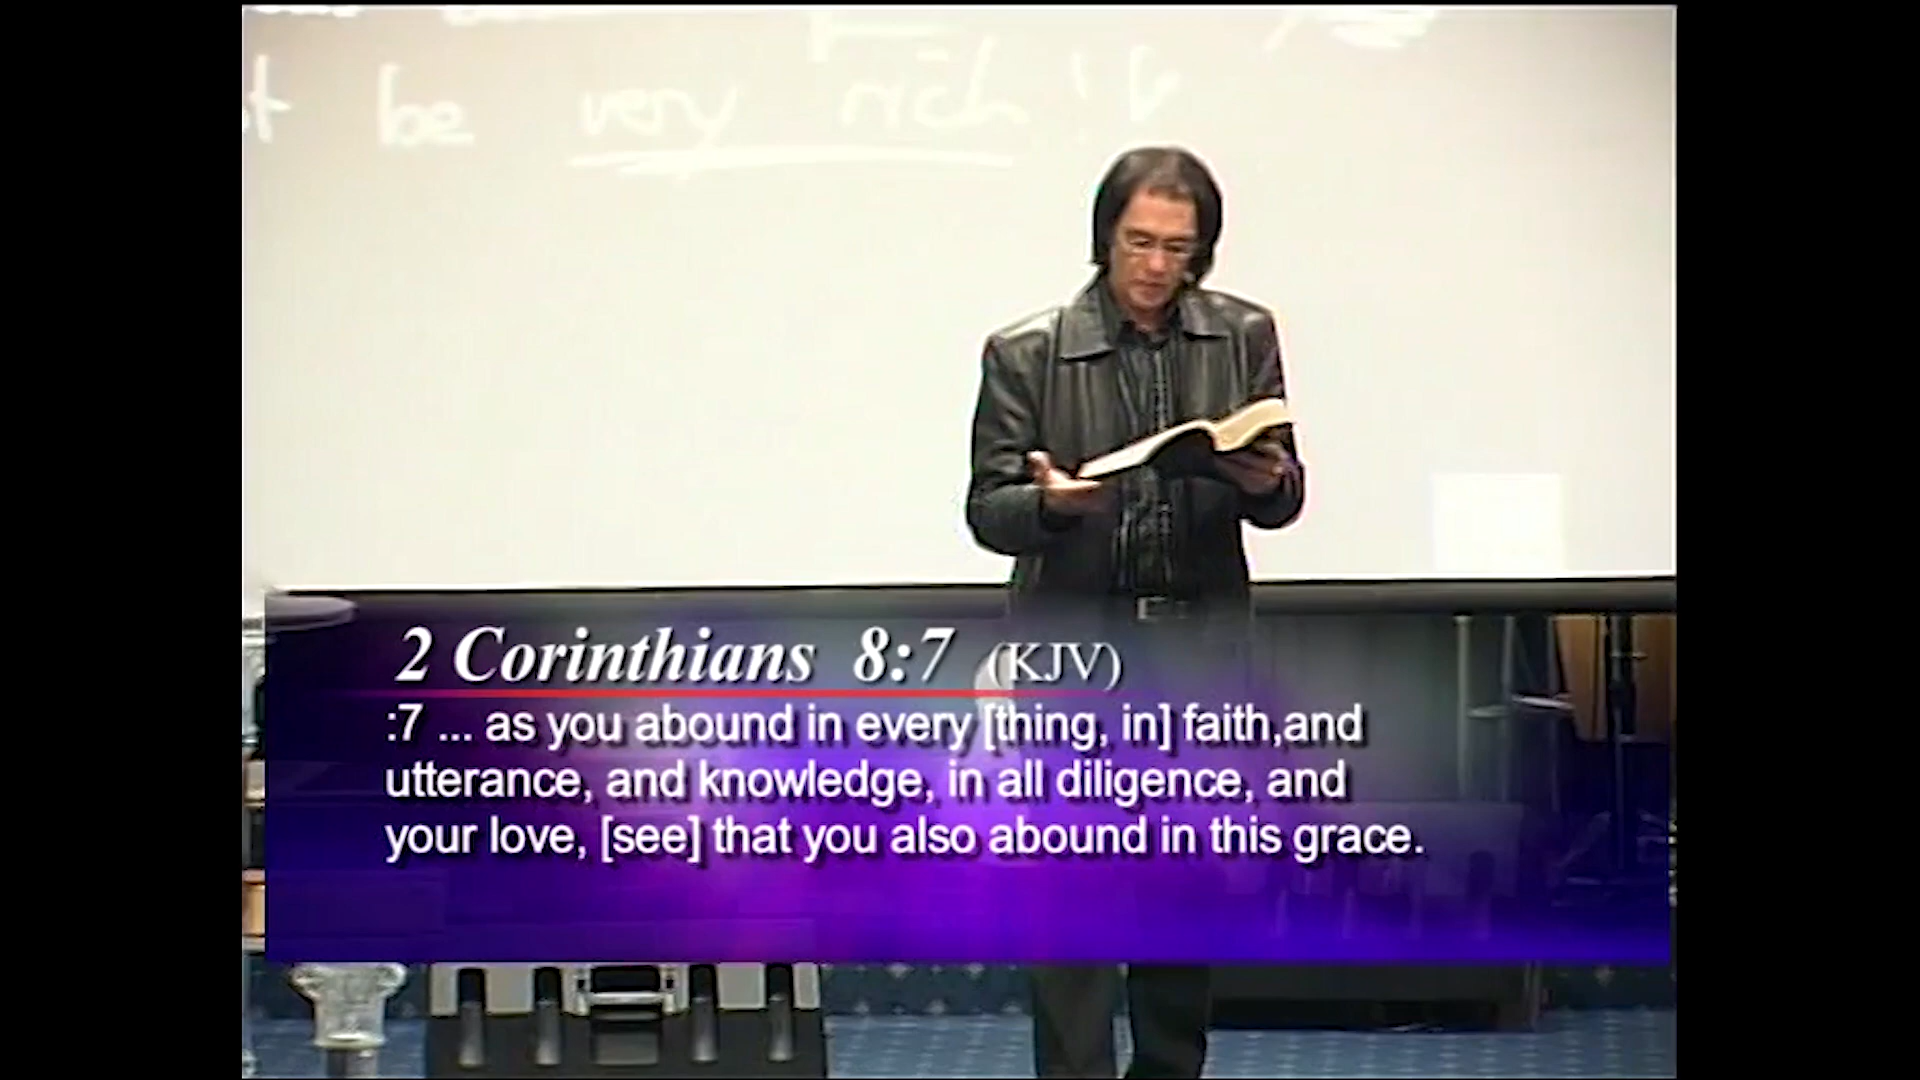 be very rich!
2 Corinthians 8:7 (KJV)
:7 ... as you abound in every [thing, in] faith,and
utterance, and knowledge, in all diligence, and
your love, [see] that you also abound in this grace.